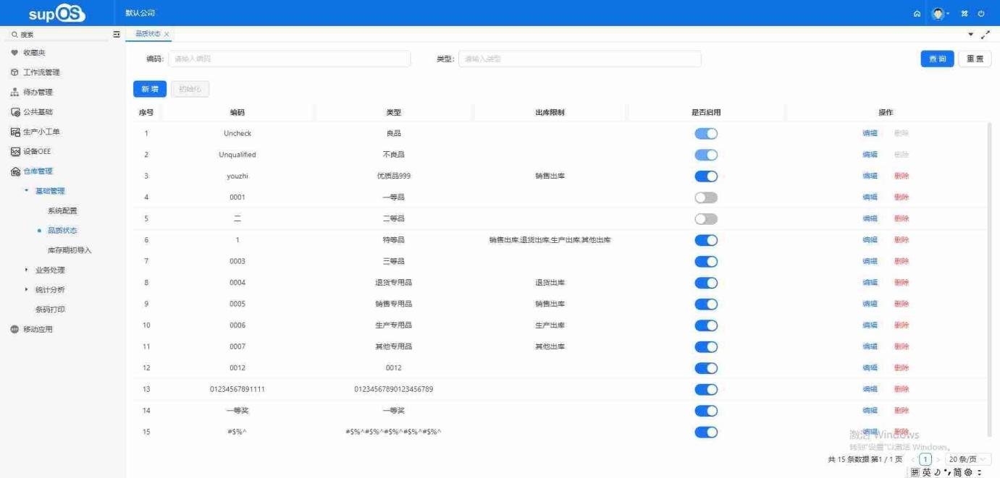 supOS 默认公司
搜索 品质状态
收藏夹 编码: 请输入编码 类型: 请输入类型 查询 重置
工作流管理
待办管理 新增 初始化
公共基础 序号 编码 类型 出库限制 是否启用 操作
生产小工单 1 Uncheck 良品 编辑 删除
设备OEE 2 Unqualified 不良品 编辑 删除
仓库管理 3 youzhi 优质品999 销售出库 编辑 删除
基础管理 4 0001 一等品 编辑 删除
系统配置 5 二 二等品 编辑 删除
品质状态 6 1 特等品 销售出库,退货出库,生产出库,其他出库 编辑 删除
库存期初导入 7 0003 三等品 编辑 删除
业务处理 8 0004 退货专用品 退货出库 编辑 删除
统计分析 9 0005 销售专用品 销售出库 编辑 删除
条码打印 10 0006 生产专用品 生产出库 编辑 删除
移动应用 11 0007 其他专用品 其他出库 编辑 删除
12 0012 0012 编辑 删除
13 01234567891111 01234567890123456789 编辑 删除
14 一等奖 一等奖 编辑 删除
15 #$%^ #$%^#$%^#$%^#$%^#$%^ 编辑 删除
激活 Windows
转到"设置"以激活 Windows。
共 15 条数据 第1 / 1 页 < 1 > 20 条/页
拼 英 简